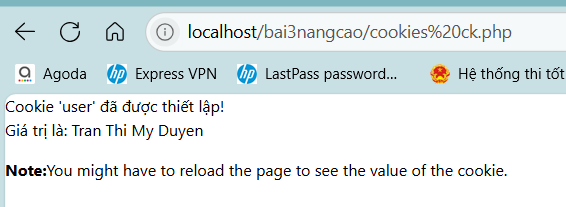 localhost/bai3nangcao/cookies%20ck.php
a Agoda hp Express VPN hp LastPass password... Hệ thống thi tốt
Cookie 'user' đã được thiết lập!
Giá trị là: Tran Thi My Duyen
Note:You might have to reload the page to see the value of the cookie.